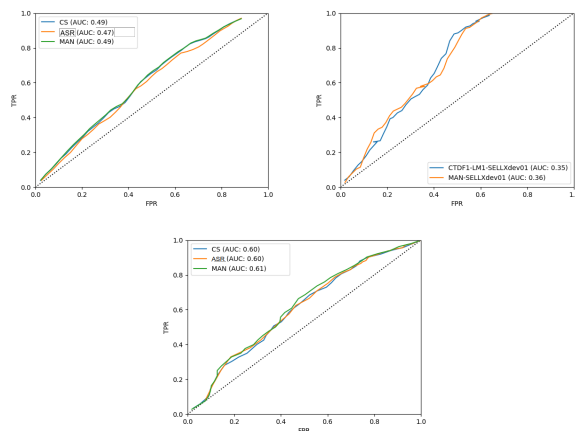 CS (AUC: 0.49)
ASR (AUC: 0.47)
MAN (AUC: 0.49)
1.0
0.8
0.6
0.4
0.2
0.0
0.0 0.2 0.4 0.6 0.8 1.0
TPR
FPR
1.0
0.8
0.6
0.4
0.2
0.0
0.0 0.2 0.4 0.6 0.8 1.0
TPR
FPR
CTDF1-LM1-SELLXdev01 (AUC: 0.35)
MAN-SELLXdev01 (AUC: 0.36)
CS (AUC: 0.60)
ASR (AUC: 0.60)
MAN (AUC: 0.61)
1.0
0.8
0.6
0.4
0.2
0.0
0.0 0.2 0.4 0.6 0.8 1.0
TPR
FPR